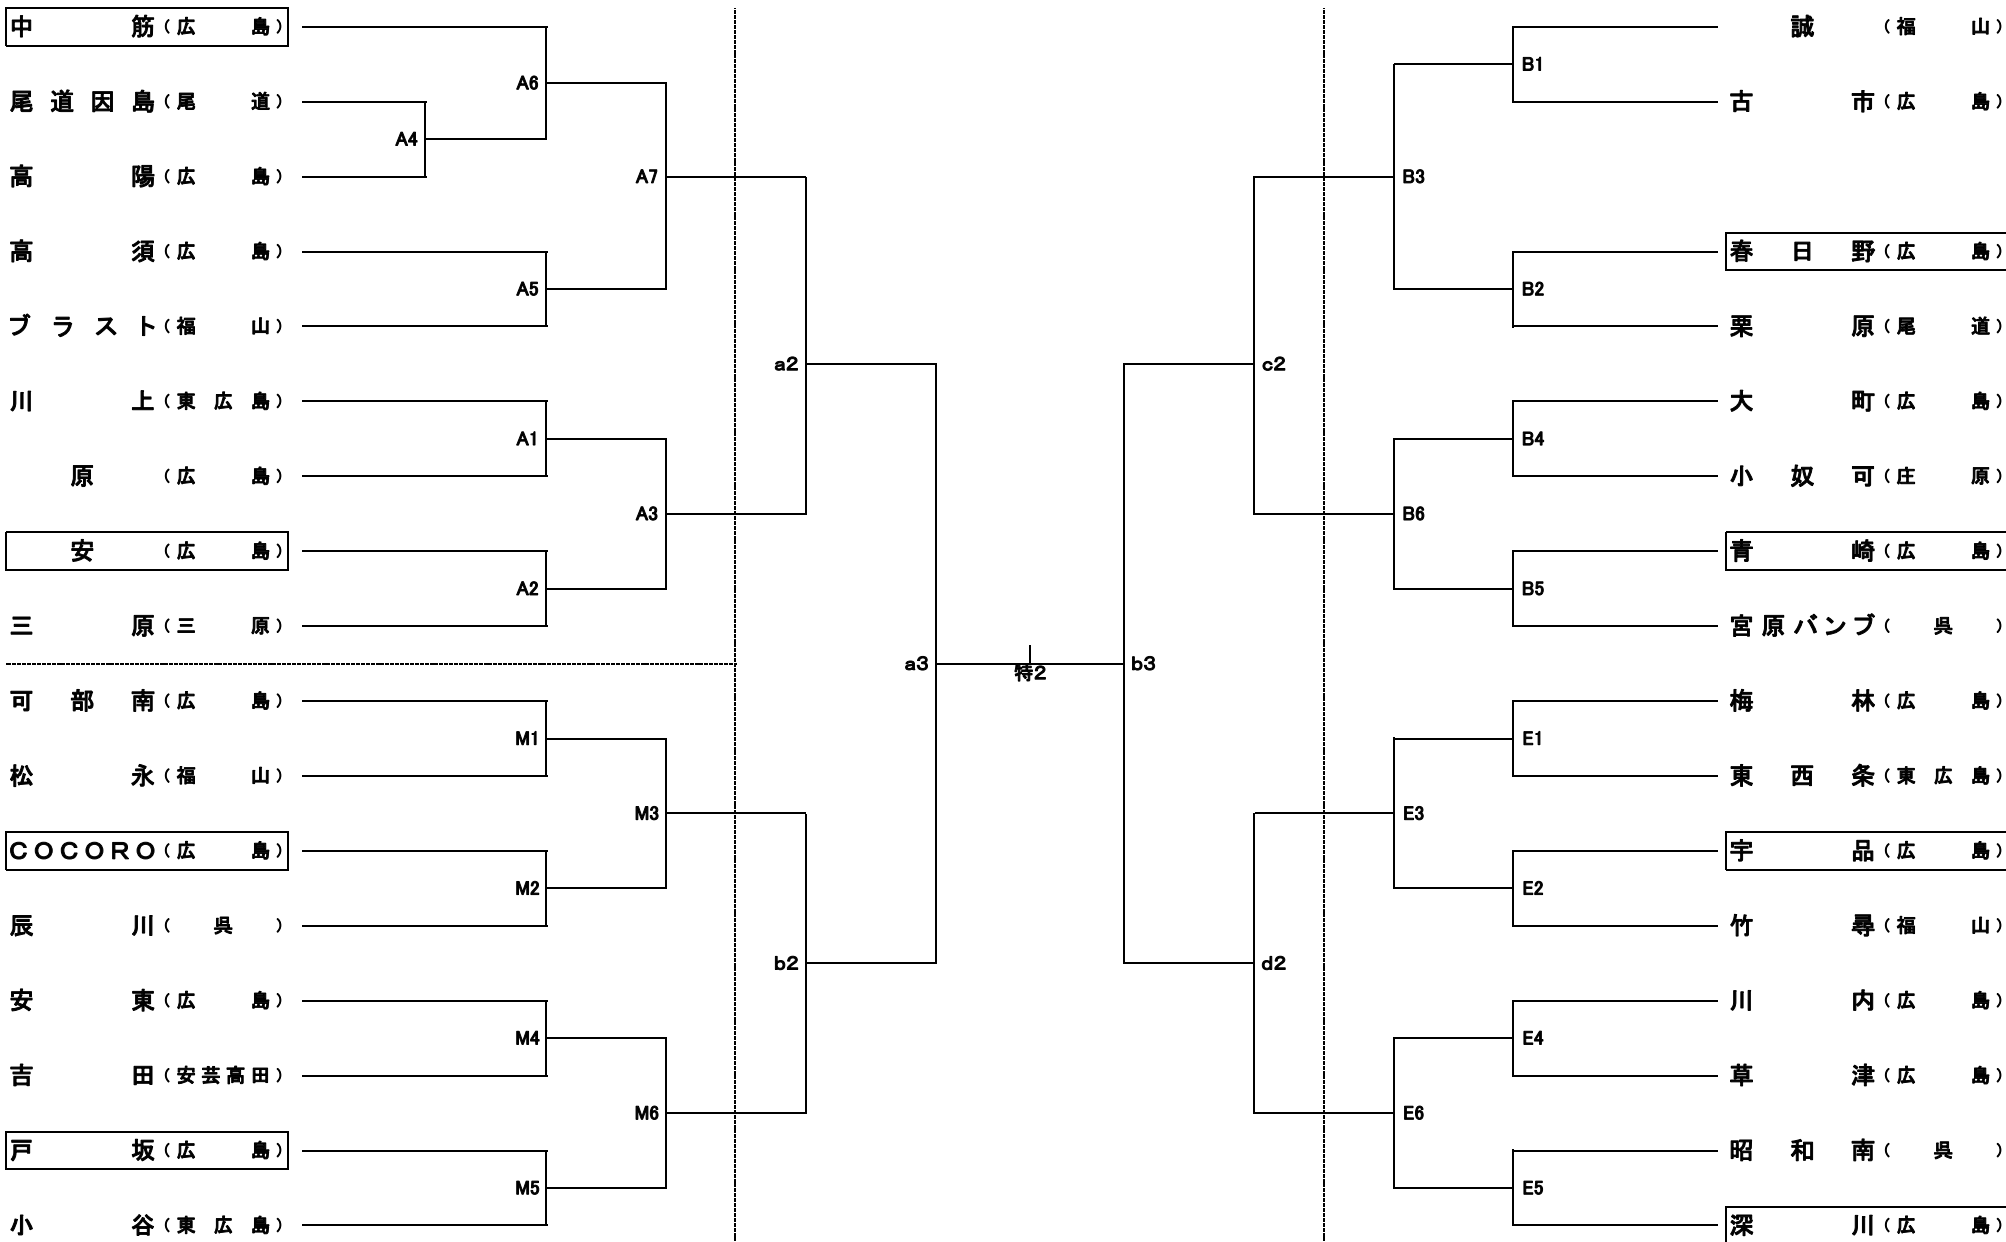 中筋(広島)
誠(福山)
B1
A6
尾道因島(尾道)
古市(広島)
A4
高陽(広島)
A7
B3
高須(広島)
春日野(広島)
A5
B2
ブラスト(福山)
栗原(尾道)
a2
c2
川上(東広島)
大町(広島)
A1
B4
原(広島)
小奴可(庄原)
A3
B6
安(広島)
青崎(広島)
A2
B5
三原(三原)
宮原バンブ(呉)
a3
特2
b3
可部南(広島)
梅林(広島)
M1
E1
松永(福山)
東西条(東広島)
M3
E3
COCORO(広島)
宇品(広島)
M2
E2
辰川(呉)
竹尋(福山)
b2
d2
安東(広島)
川内(広島)
M4
E4
吉田(安芸高田)
草津(広島)
M6
E6
戸坂(広島)
昭和南(呉)
M5
E5
小谷(東広島)
深川(広島)